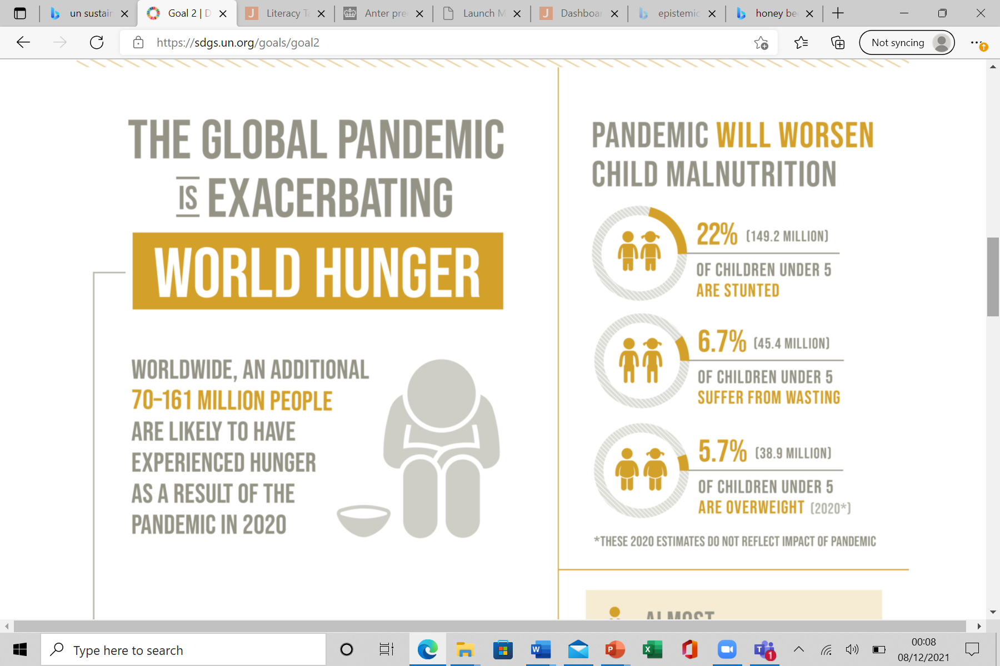 un sustain
Goal 2 | D
Literacy Ta
Anter pre
Launch M
Dashboar
epistemic
honey be
https://sdgs.un.org/goals/goal2
Not syncing
THE GLOBAL PANDEMIC
IS EXACERBATING
WORLD HUNGER
WORLDWIDE, AN ADDITIONAL
70–161 MILLION PEOPLE
ARE LIKELY TO HAVE
EXPERIENCED HUNGER
AS A RESULT OF THE
PANDEMIC IN 2020
PANDEMIC WILL WORSEN
CHILD MALNUTRITION
22% (149.2 MILLION)
OF CHILDREN UNDER 5
ARE STUNTED
6.7% (45.4 MILLION)
OF CHILDREN UNDER 5
SUFFER FROM WASTING
5.7% (38.9 MILLION)
OF CHILDREN UNDER 5
ARE OVERWEIGHT (2020*)
*THESE 2020 ESTIMATES DO NOT REFLECT IMPACT OF PANDEMIC
ALMOST
Type here to search
00:08
08/12/2021